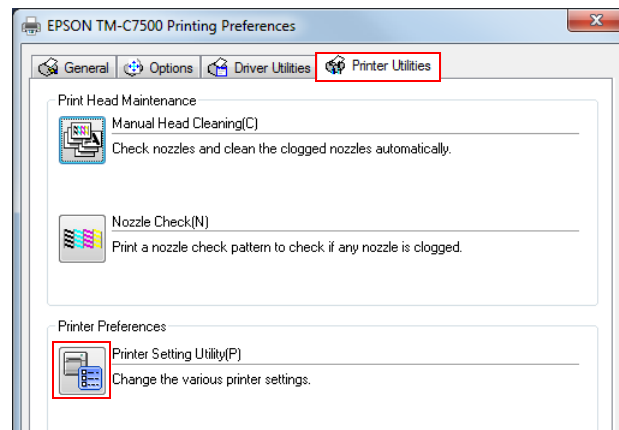 EPSON TM-C7500 Printing Preferences
General Options Driver Utilities Printer Utilities
Print Head Maintenance
Manual Head Cleaning(C)
Check nozzles and clean the clogged nozzles automatically.
Nozzle Check(N)
Print a nozzle check pattern to check if any nozzle is clogged.
Printer Preferences
Printer Setting Utility(P)
Change the various printer settings.